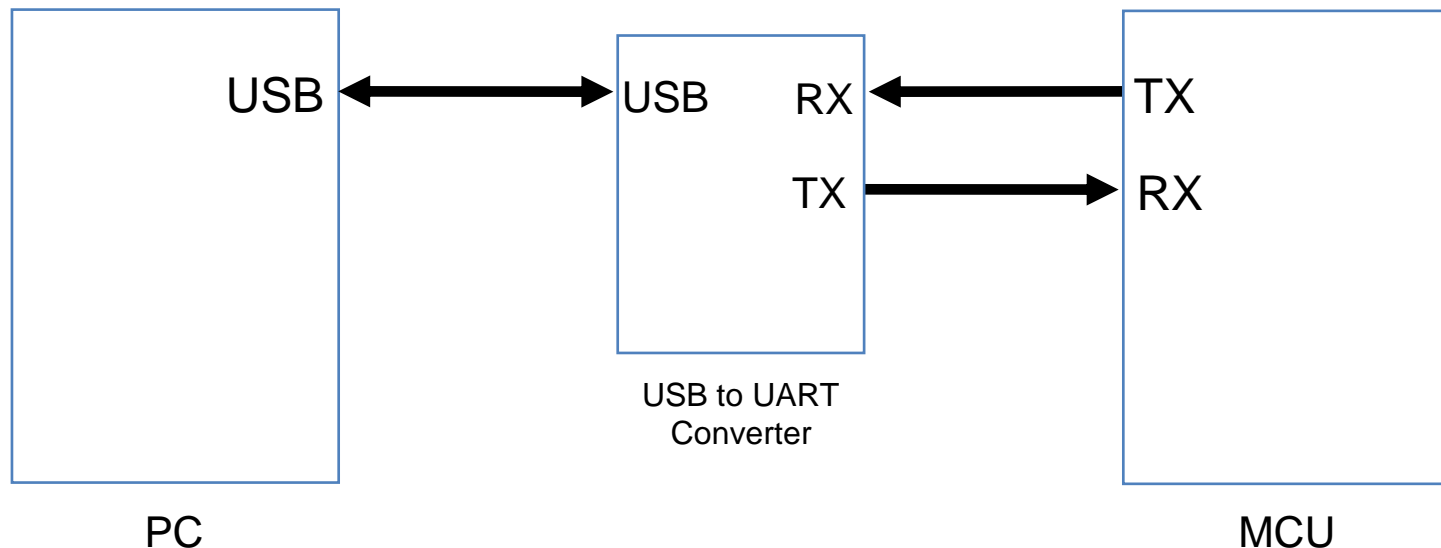 USB
USB
RX
TX
TX
RX
USB to UART
Converter
PC
MCU